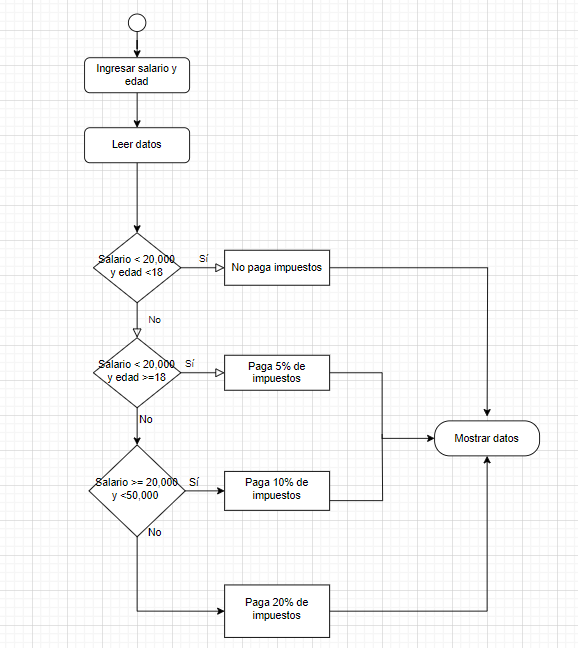 Ingresar salario y
edad
Leer datos
Salario < 20,000
y edad <18
Sí
No paga impuestos
No
Salario < 20,000
y edad >=18
Sí
Paga 5% de
impuestos
No
Mostrar datos
Salario >= 20,000
y <50,000
Sí
Paga 10% de
impuestos
No
Paga 20% de
impuestos